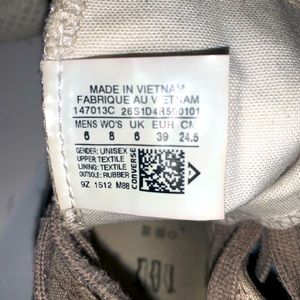 MADE IN VIETNAM
FABRIQUE AU VIETNAM
147013C 26S1D4R500101
MENS WO'S UK EUR CM
6 8 6 39 24.5
GENDER: UNISEX
UPPER: TEXTILE
LINING: TEXTILE
OUTSOLE: RUBBER
9Z 1512 M88
CONVERSE